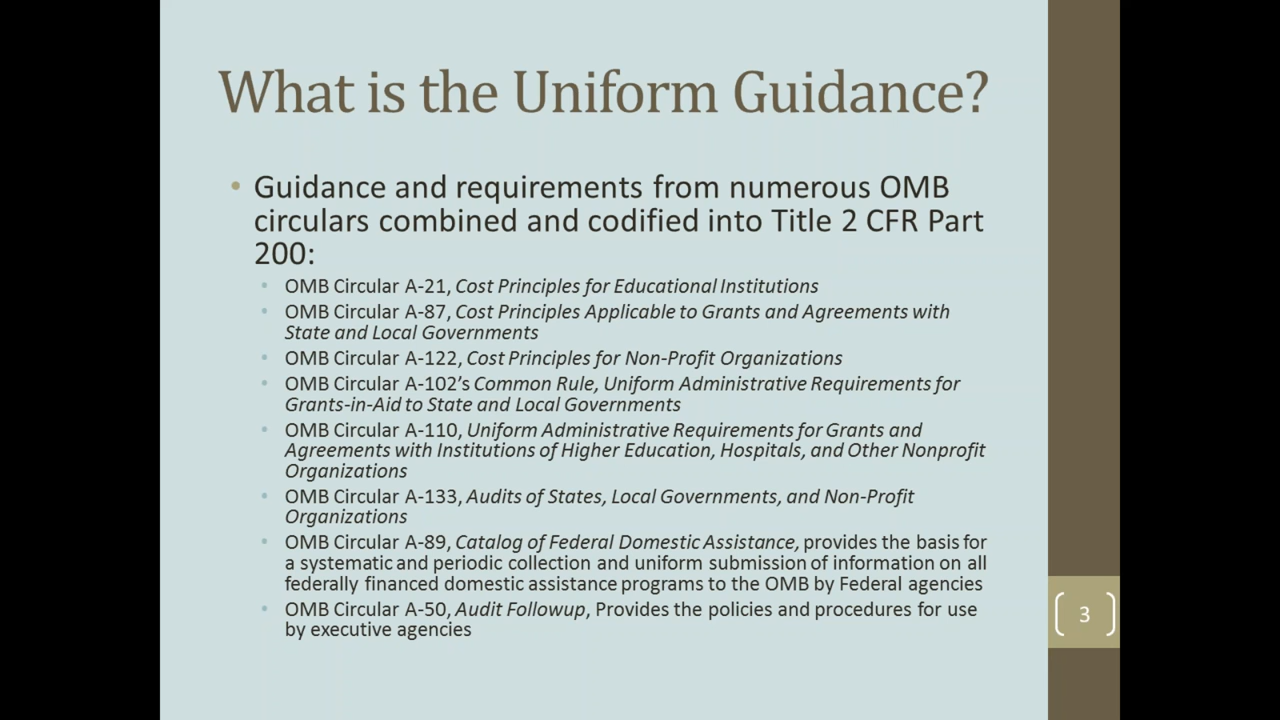 What is the Uniform Guidance?
• Guidance and requirements from numerous OMB
circulars combined and codified into Title 2 CFR Part
200:
• OMB Circular A-21, Cost Principles for Educational Institutions
• OMB Circular A-87, Cost Principles Applicable to Grants and Agreements with
State and Local Governments
• OMB Circular A-122, Cost Principles for Non-Profit Organizations
• OMB Circular A-102’s Common Rule, Uniform Administrative Requirements for
Grants-in-Aid to State and Local Governments
• OMB Circular A-110, Uniform Administrative Requirements for Grants and
Agreements with Institutions of Higher Education, Hospitals, and Other Nonprofit
Organizations
• OMB Circular A-133, Audits of States, Local Governments, and Non-Profit
Organizations
• OMB Circular A-89, Catalog of Federal Domestic Assistance, provides the basis for
a systematic and periodic collection and uniform submission of information on all
federally financed domestic assistance programs to the OMB by Federal agencies
• OMB Circular A-50, Audit Followup, Provides the policies and procedures for use
by executive agencies
3